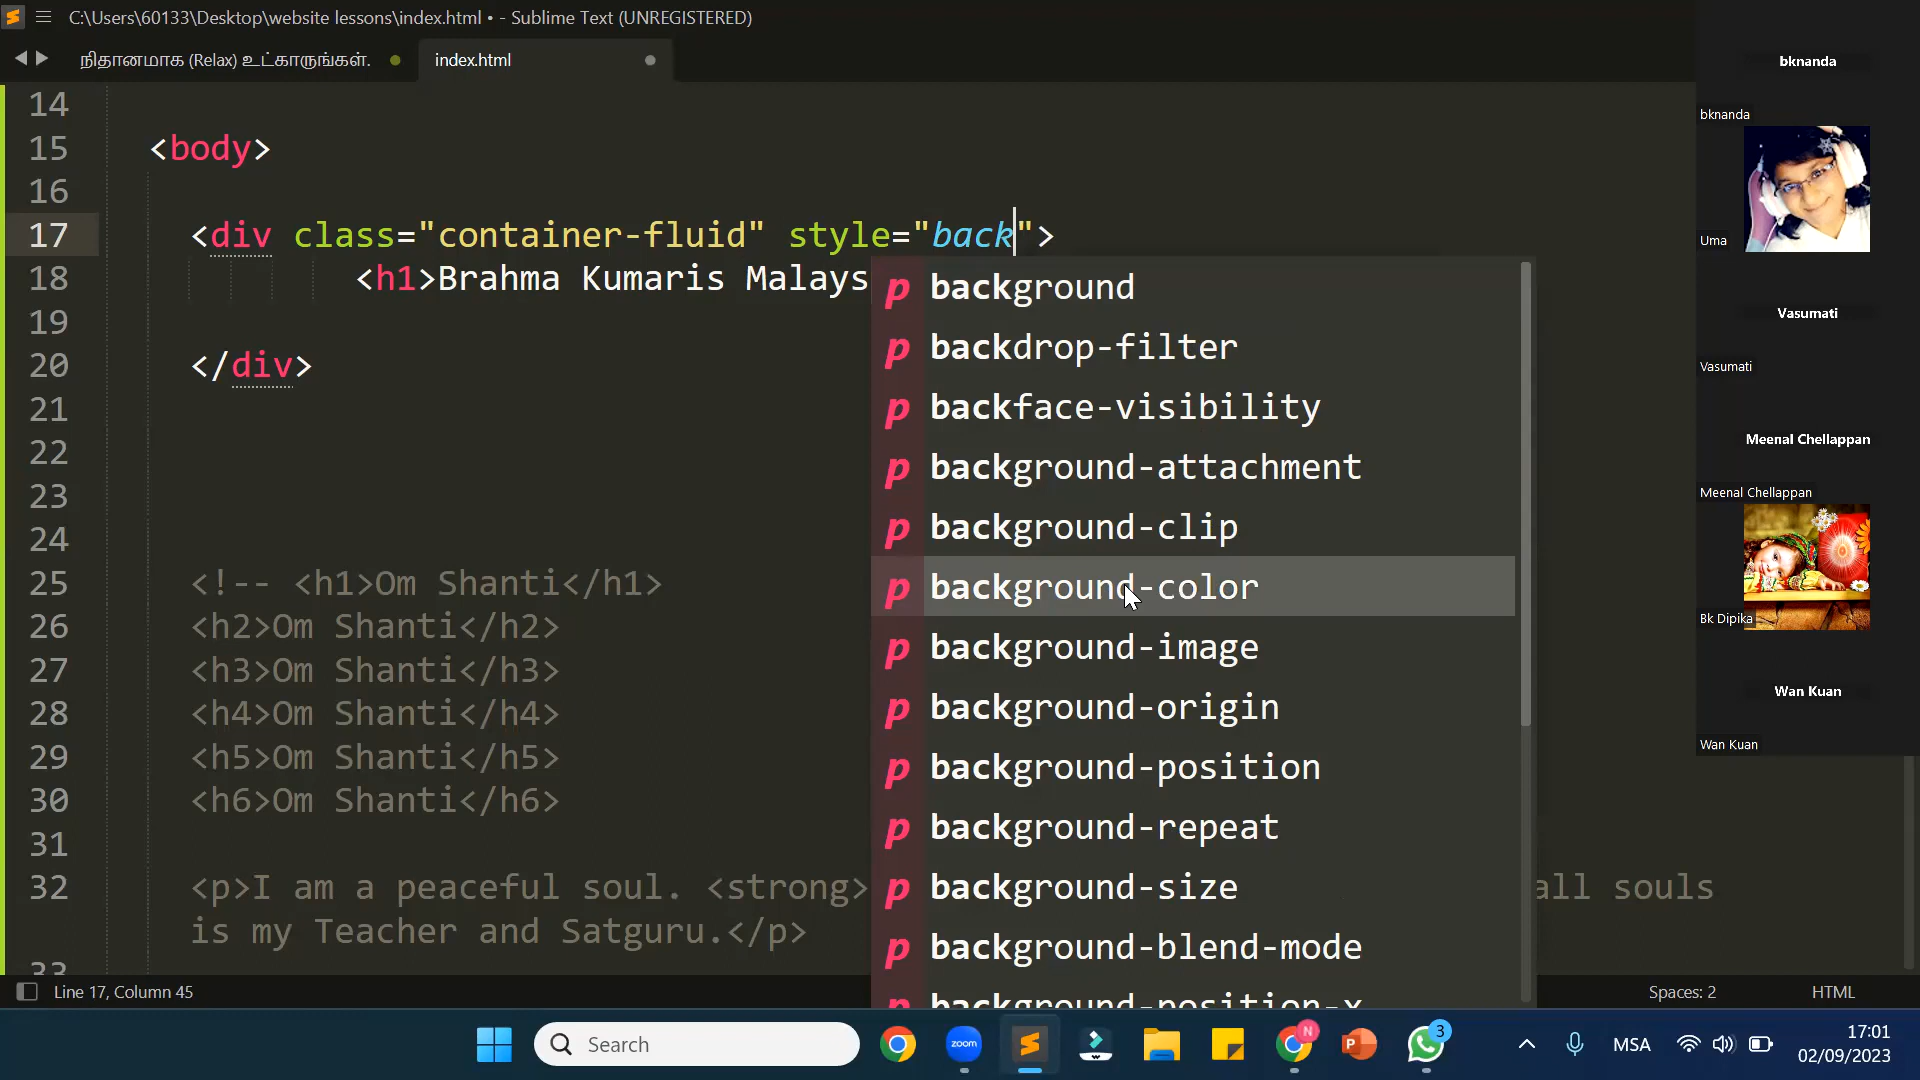 C:\Users\60133\Desktop\website lessons\index.html • - Sublime Text (UNREGISTERED)
நிதானமாக (Relax) உட்காருங்கள்.
index.html
14
15 <body>
16
17 <div class="container-fluid" style="back">
18 <h1>Brahma Kumaris Malays
19
20 </div>
21
22
23
24
25 <!-- <h1>Om Shanti</h1>
26 <h2>Om Shanti</h2>
27 <h3>Om Shanti</h3>
28 <h4>Om Shanti</h4>
29 <h5>Om Shanti</h5>
30 <h6>Om Shanti</h6>
31
32 <p>I am a peaceful soul. <strong> all souls
is my Teacher and Satguru.</p>
33
p background
p backdrop-filter
p backface-visibility
p background-attachment
p background-clip
p background-color
p background-image
p background-origin
p background-position
p background-repeat
p background-size
p background-blend-mode
p background-position-x
bknanda
bknanda
Uma
Vasumati
Vasumati
Meenal Chellappan
Meenal Chellappan
Bk Dipika
Wan Kuan
Wan Kuan
Line 17, Column 45
Spaces: 2
HTML
Search
zoom
N
P
3
MSA
17:01
02/09/2023